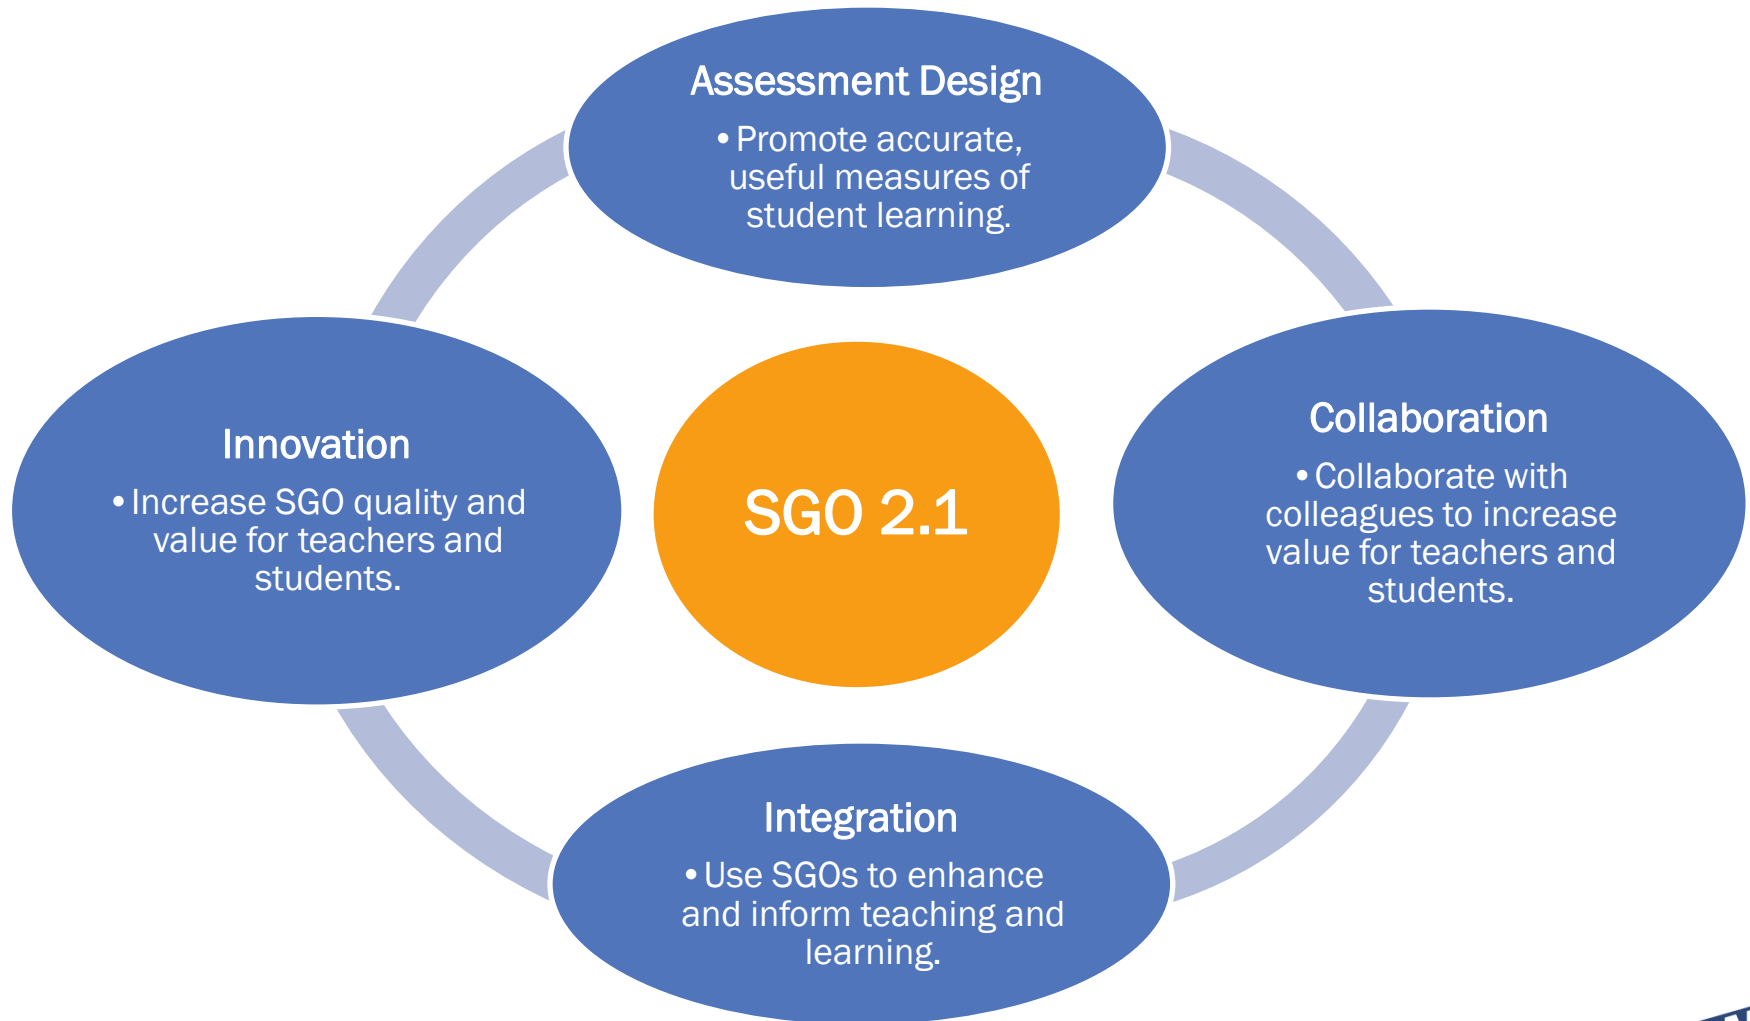 Assessment Design
•Promote accurate,
useful measures of
student learning.
Innovation
•Increase SGO quality and
value for teachers and
students.
SGO 2.1
Collaboration
•Collaborate with
colleagues to increase
value for teachers and
students.
Integration
•Use SGOs to enhance
and inform teaching and
learning.